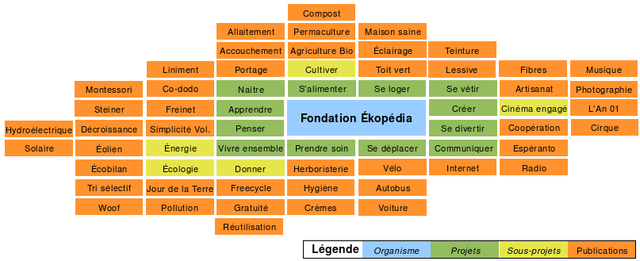 Compost
Allaitement Permaculture Maison saine
Accouchement Agriculture Bio Éclairage Teinture
Liniment Portage Cultiver Toit vert Lessive Fibres Musique
Montessori Co-dodo Naître S'alimenter Se loger Se vêtir Artisanat Photographie
Steiner Freinet Apprendre Fondation Ékopédia Créer Cinéma engagé L'An 01
Hydroélectrique Décroissance Simplicité Vol. Penser Se divertir Coopération Cirque
Solaire Éolien Énergie Vivre ensemble Prendre soin Se déplacer Communiquer Espéranto
Écobilan Écologie Donner Herboristerie Vélo Internet Radio
Tri sélectif Jour de la Terre Freecycle Hygiène Autobus
Woof Pollution Gratuité Crèmes Voiture
Réutilisation
Légende Organisme Projets Sous-projets Publications